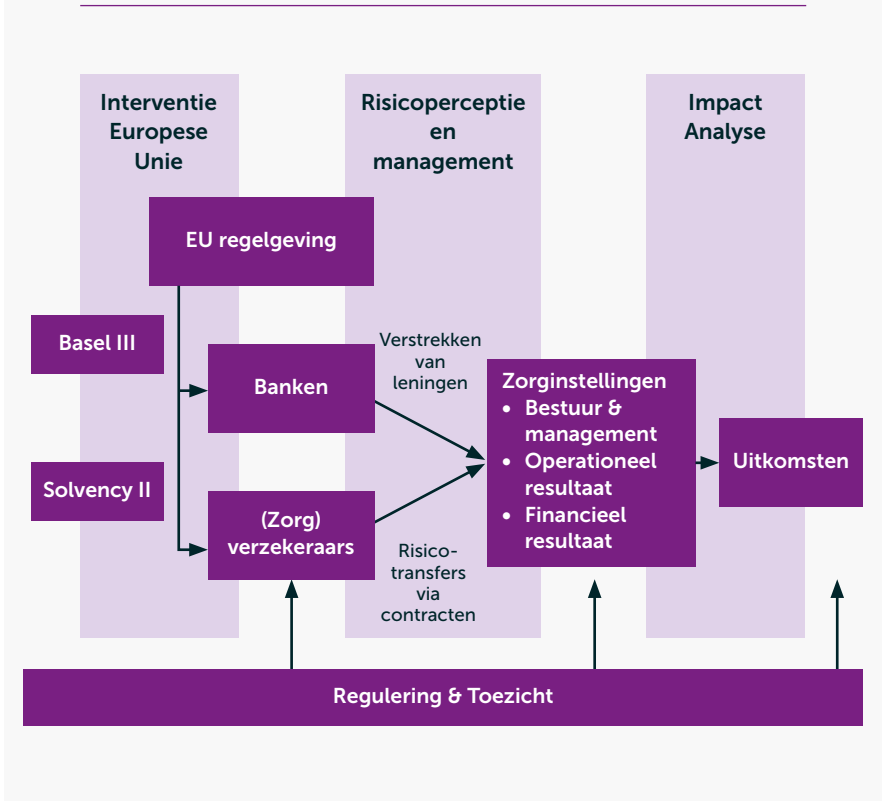 Interventie
Europese
Unie
Risicoperceptie
en
management
Impact
Analyse
EU regelgeving
Basel III
Banken
Verstrekken
van
leningen
Zorginstellingen
• Bestuur &
management
• Operationeel
resultaat
• Financieel
resultaat
Uitkomsten
Solvency II
(Zorg)
verzekeraars
Risico-
transfers
via
contracten
Regulering & Toezicht